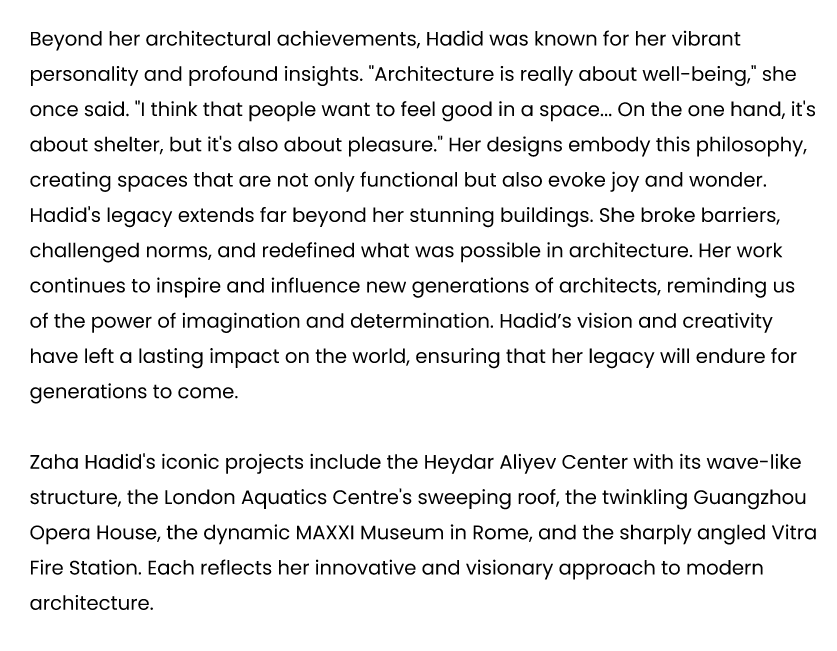 Beyond her architectural achievements, Hadid was known for her vibrant
personality and profound insights. "Architecture is really about well-being," she
once said. "I think that people want to feel good in a space... On the one hand, it's
about shelter, but it's also about pleasure." Her designs embody this philosophy,
creating spaces that are not only functional but also evoke joy and wonder.
Hadid's legacy extends far beyond her stunning buildings. She broke barriers,
challenged norms, and redefined what was possible in architecture. Her work
continues to inspire and influence new generations of architects, reminding us
of the power of imagination and determination. Hadid’s vision and creativity
have left a lasting impact on the world, ensuring that her legacy will endure for
generations to come.
Zaha Hadid's iconic projects include the Heydar Aliyev Center with its wave-like
structure, the London Aquatics Centre's sweeping roof, the twinkling Guangzhou
Opera House, the dynamic MAXXI Museum in Rome, and the sharply angled Vitra
Fire Station. Each reflects her innovative and visionary approach to modern
architecture.